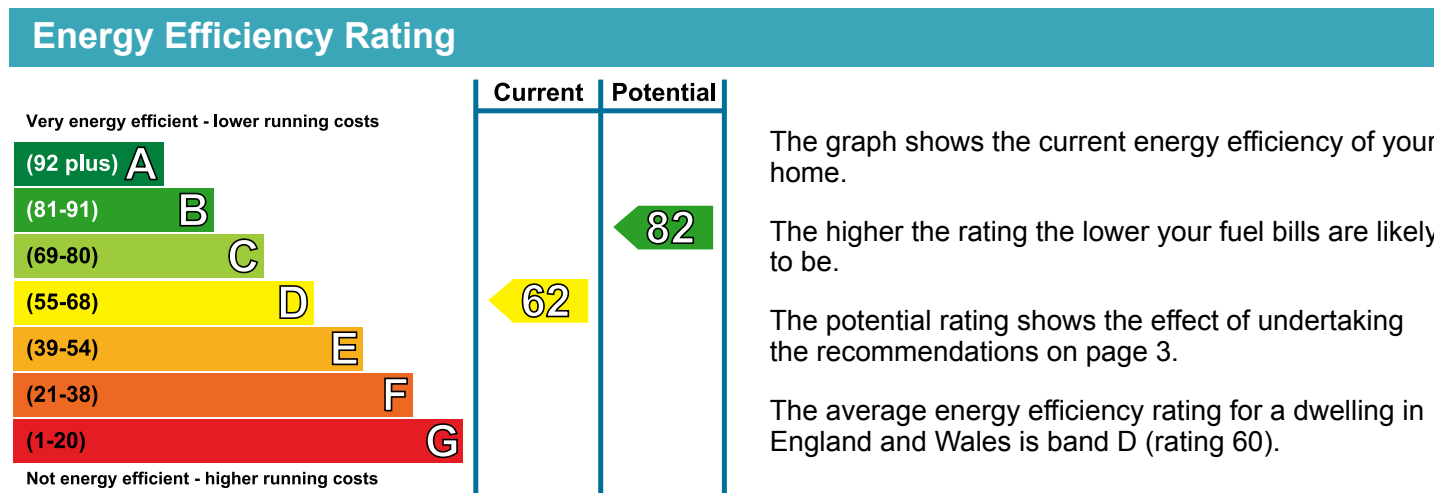 Energy Efficiency Rating
Current Potential
Very energy efficient - lower running costs
(92 plus) A
(81-91) B
(69-80) C
(55-68) D
(39-54) E
(21-38) F
(1-20) G
Not energy efficient - higher running costs
62
82
The graph shows the current energy efficiency of your
home.
The higher the rating the lower your fuel bills are likely
to be.
The potential rating shows the effect of undertaking
the recommendations on page 3.
The average energy efficiency rating for a dwelling in
England and Wales is band D (rating 60).